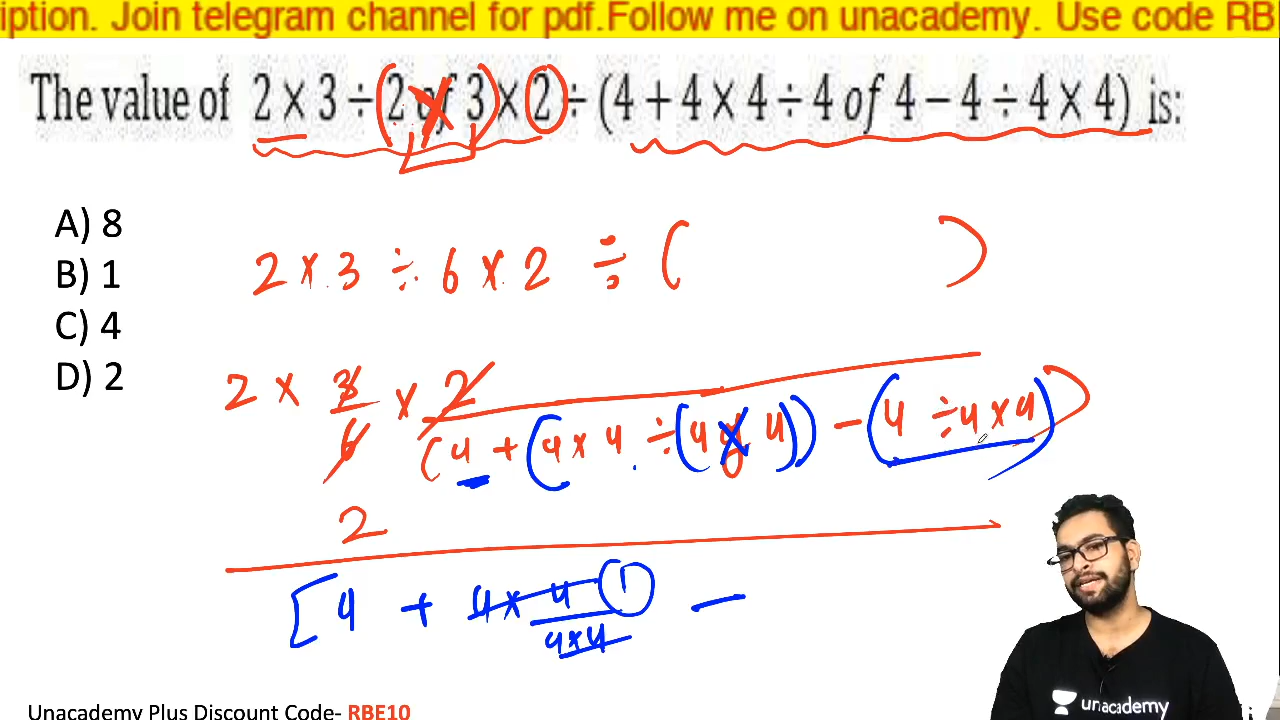 iption. Join telegram channel for pdf.Follow me on unacademy. Use code RB
The value of 2 × 3 ÷ (2 of 3) × 2 ÷ (4 + 4 × 4 ÷ 4 of 4 − 4 ÷ 4 × 4) is:
A) 8
B) 1
C) 4
D) 2
2 × 3 ÷ 6 × 2 ÷ ( )
2 × 3/6 × 2
(4 + (4 × 4 ÷ (4 of 4)) − (4 ÷ 4 × 4))
2
[4 + 4 × 4/4×4 1 −
unacademy
Unacademy Plus Discount Code- RBE10